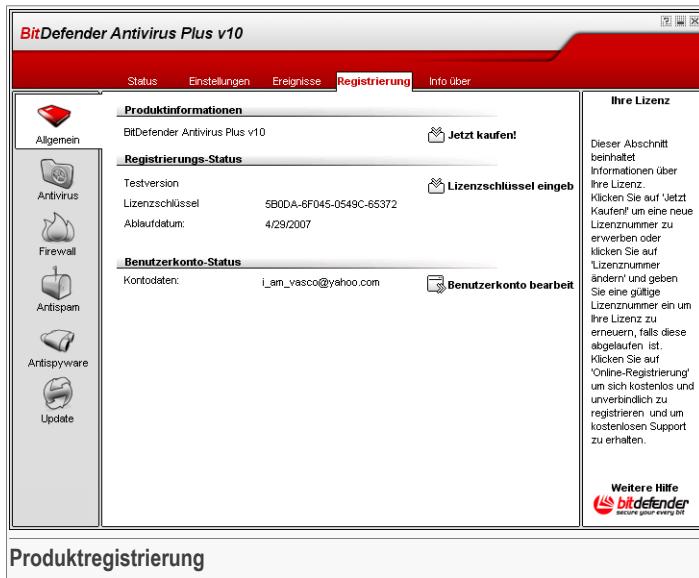 BitDefender Antivirus Plus v10
Status Einstellungen Ereignisse Registrierung Info über
Allgemein
Antivirus
Firewall
Antispam
Antispyware
Update
Produktinformationen
BitDefender Antivirus Plus v10
Jetzt kaufen!
Registrierungs-Status
Testversion
Lizenzschlüssel eingeb
Lizenzschlüssel 5B0DA-6F045-0549C-65372
Ablaufdatum: 4/29/2007
Benutzerkonto-Status
Kontodaten: i_am_vasco@yahoo.com
Benutzerkonto bearbeit
Ihre Lizenz
Dieser Abschnitt
beinhaltet
Informationen über
Ihre Lizenz.
Klicken Sie auf 'Jetzt
Kaufen!' um eine neue
Lizenznummer zu
erwerben oder
klicken Sie auf
'Lizenznummer
ändern' und geben
Sie eine gültige
Lizenznummer ein um
Ihre Lizenz zu
erneuern, falls diese
abgelaufen ist.
Klicken Sie auf
'Online-Registrierung'
um sich kostenlos und
unverbindlich zu
registrieren und um
kostenlosen Support
zu erhalten.
Weitere Hilfe
bitdefender
secure your every bit
Produktregistrierung